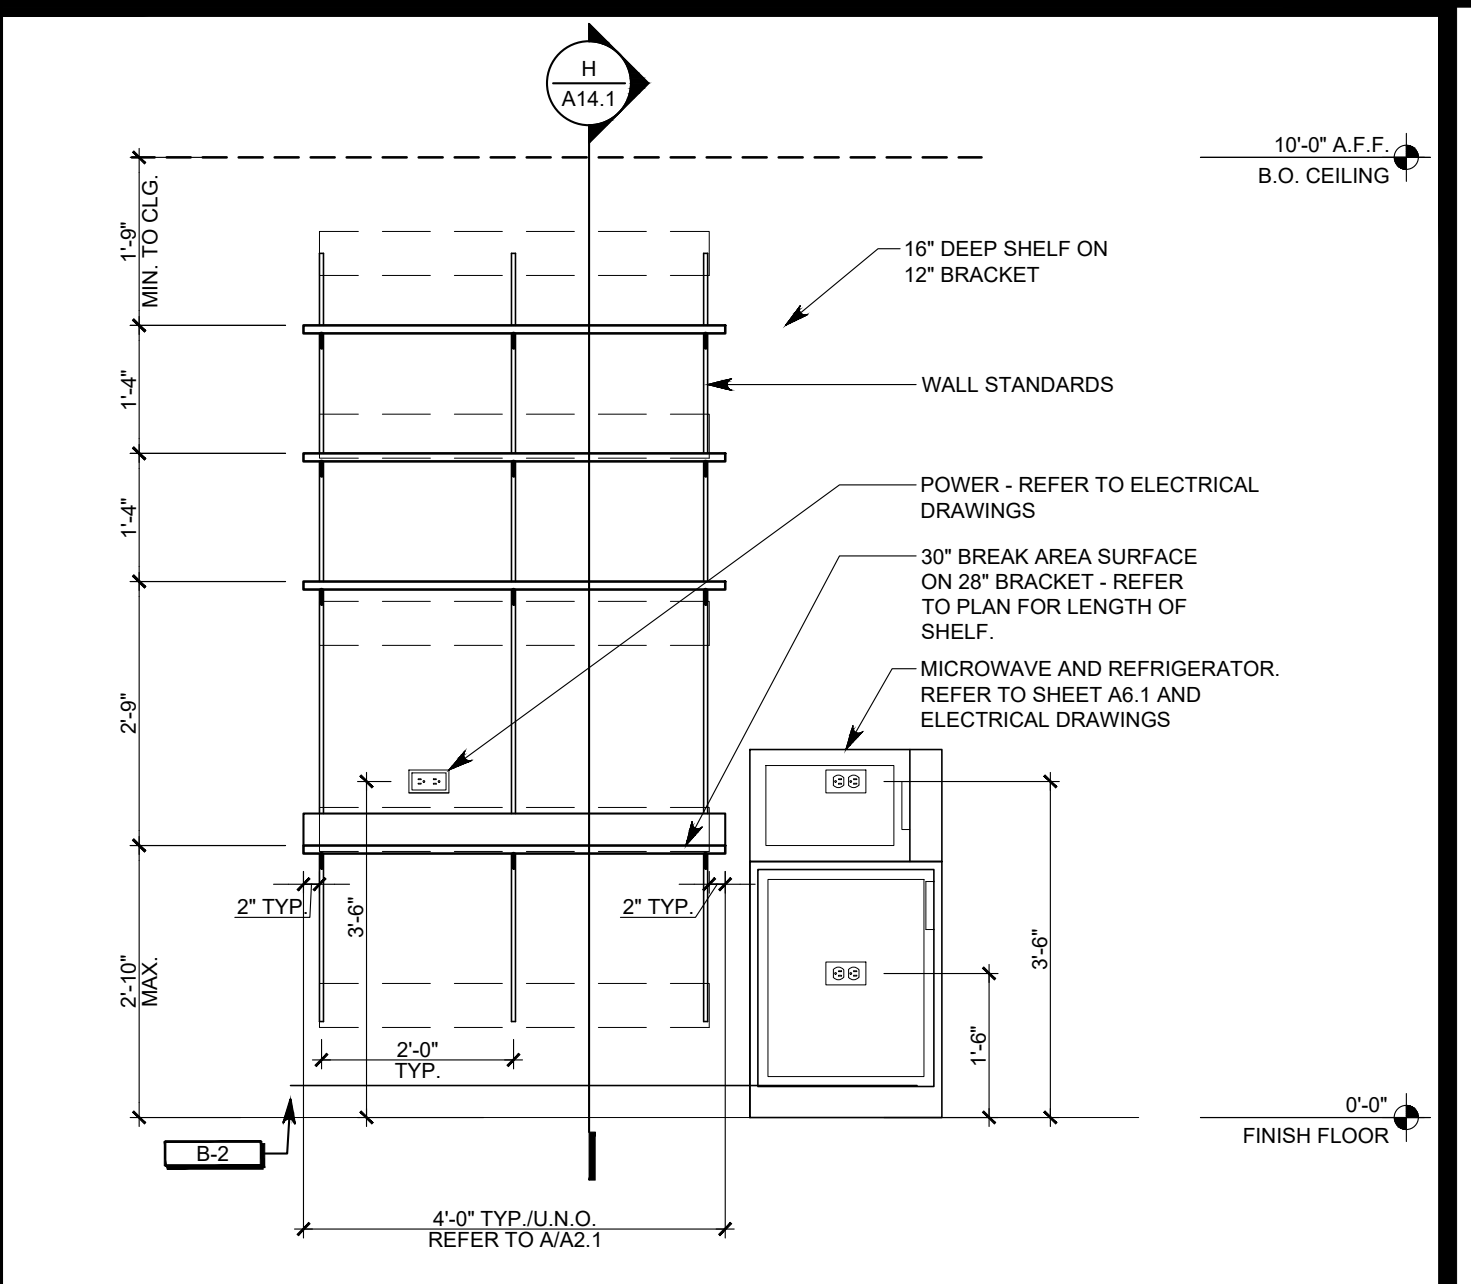 H
A14.1
10'-0" A.F.F.
B.O. CEILING
1'-9"
MIN. TO CLG.
16" DEEP SHELF ON
12" BRACKET
1'-4"
WALL STANDARDS
1'-4"
POWER - REFER TO ELECTRICAL
DRAWINGS
30" BREAK AREA SURFACE
ON 28" BRACKET - REFER
TO PLAN FOR LENGTH OF
SHELF.
2'-9"
MICROWAVE AND REFRIGERATOR.
REFER TO SHEET A6.1 AND
ELECTRICAL DRAWINGS
2" TYP.
3'-6"
2" TYP.
2'-10"
MAX.
3'-6"
1'-6"
2'-0"
TYP.
0'-0"
FINISH FLOOR
B-2
4'-0" TYP./U.N.O.
REFER TO A/A2.1